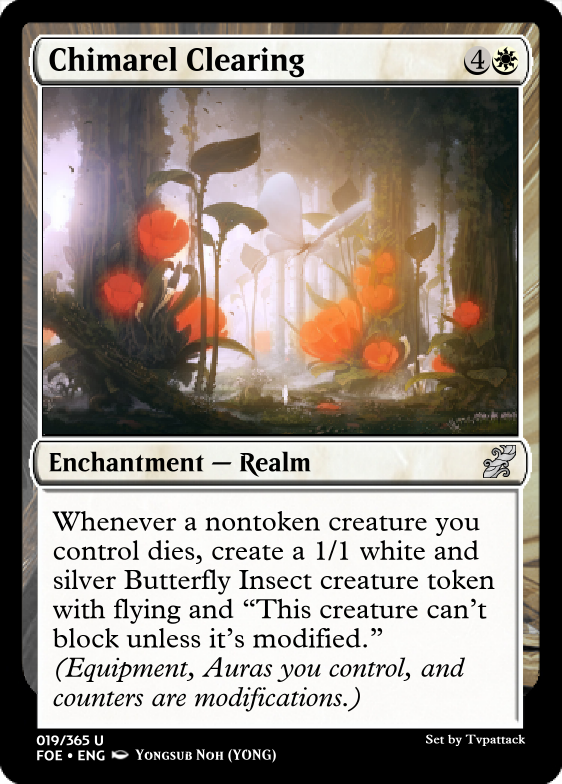 Chimarel Clearing 4
Enchantment — Realm
Whenever a nontoken creature you
control dies, create a 1/1 white and
silver Butterfly Insect creature token
with flying and “This creature can’t
block unless it’s modified.”
(Equipment, Auras you control, and
counters are modifications.)
019/365 U
Set by Tvpattack
FOE • ENG Yongsub Noh (YONG)